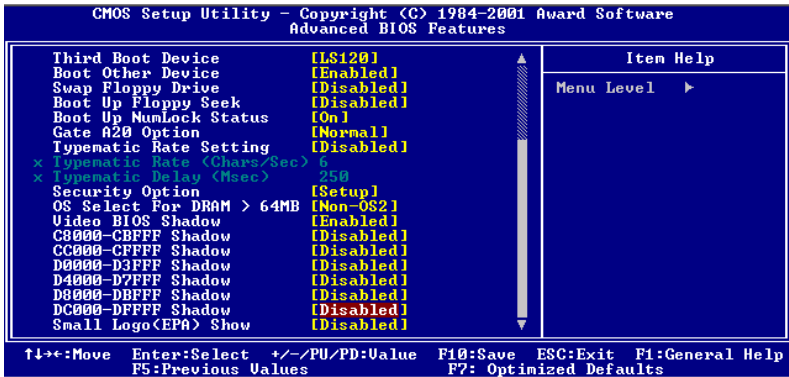 CMOS Setup Utility - Copyright (C) 1984-2001 Award Software
Advanced BIOS Features
Third Boot Device [LS120]
Boot Other Device [Enabled]
Swap Floppy Drive [Disabled]
Boot Up Floppy Seek [Disabled]
Boot Up NumLock Status [On]
Gate A20 Option [Normal]
Typematic Rate Setting [Disabled]
x Typematic Rate (Chars/Sec) 6
x Typematic Delay (Msec) 250
Security Option [Setup]
OS Select For DRAM > 64MB [Non-OS2]
Video BIOS Shadow [Enabled]
C8000-CBFFF Shadow [Disabled]
CC000-CFFFF Shadow [Disabled]
D0000-D3FFF Shadow [Disabled]
D4000-D7FFF Shadow [Disabled]
D8000-DBFFF Shadow [Disabled]
DC000-DFFFF Shadow [Disabled]
Small Logo(EPA) Show [Disabled]
Item Help
Menu Level ►
↑↓→←:Move Enter:Select +/-/PU/PD:Value F10:Save ESC:Exit F1:General Help
F5:Previous Values F7: Optimized Defaults